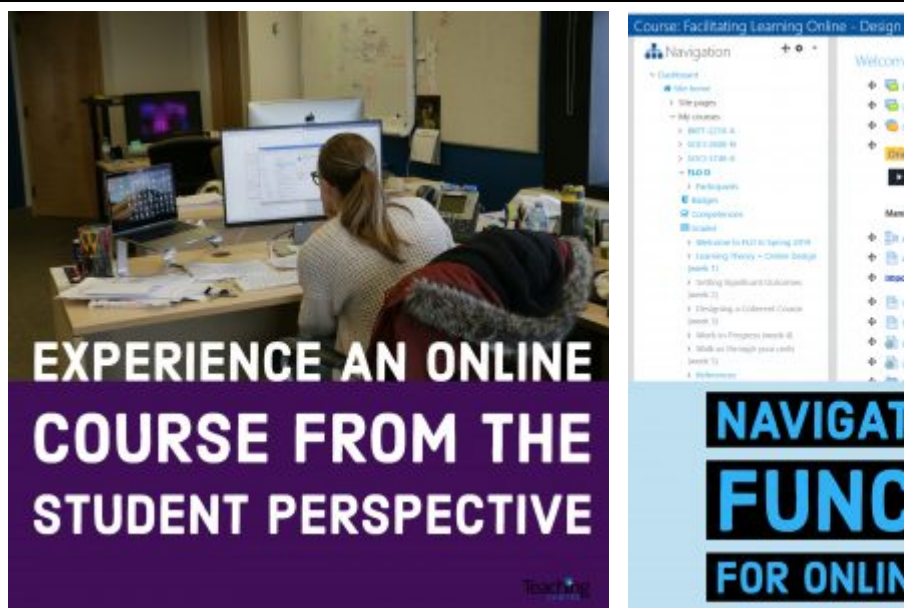 EXPERIENCE AN ONLINE
COURSE FROM THE
STUDENT PERSPECTIVE
Teaching
Course: Facilitating Learning Online - Design
Navigation
Dashboard
Site home
Site pages
My courses
FLO D
Participants
Badges
Competencies
Grades
Welcome to FLO D Spring 2019
Learning Theory + Online Design
(week 1)
Setting Significant Outcomes
(week 2)
Designing a Coherent Course
(week 3)
Work in Progress (week 4)
Walk us through your units
(week 5)
References
Welcom
NAVIGAT
FUNC
FOR ONLIN